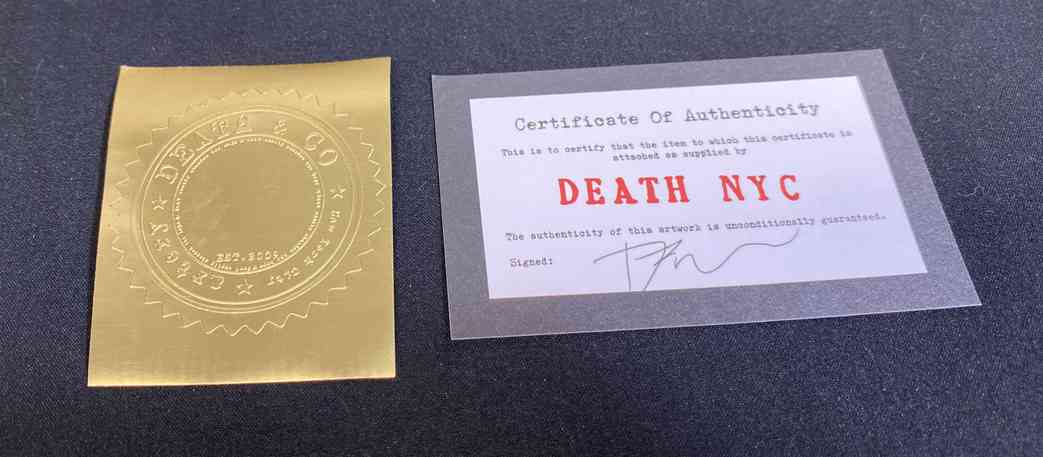 DEATH & CO
EST. 2009
Certificate Of Authenticity
This is to certify that the item to which this certificate is
attached as supplied by
DEATH NYC
The authenticity of this artwork is unconditionally guaranteed.
Signed: